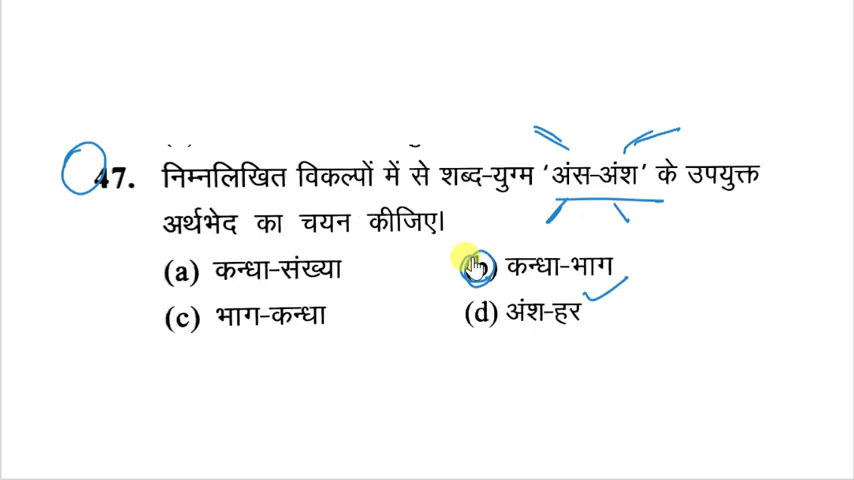 47. निम्नलिखित विकल्पों में से शब्द-युग्म 'अंस-अंश' के उपयुक्त
अर्थभेद का चयन कीजिए।
(a) कन्धा-संख्या (b) कन्धा-भाग
(c) भाग-कन्धा (d) अंश-हर